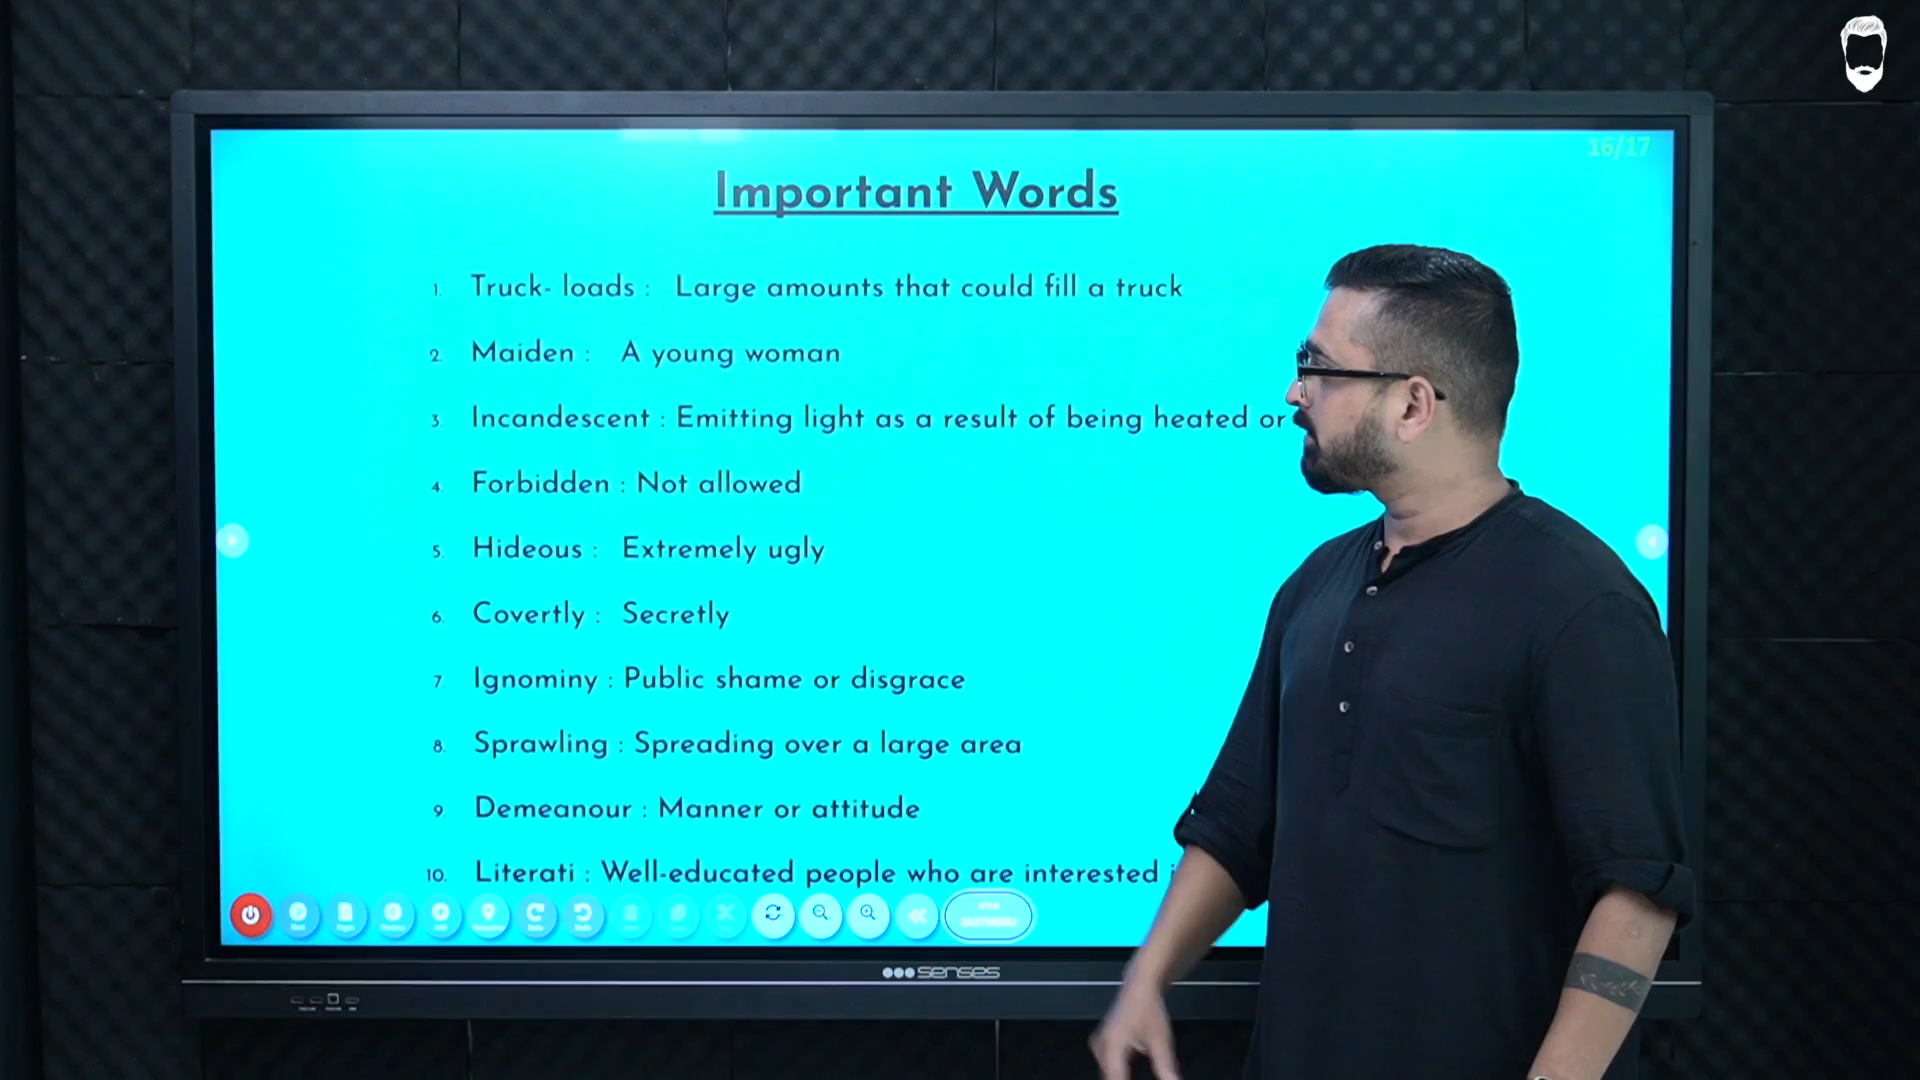 16/17
Important Words
1. Truck- loads : Large amounts that could fill a truck
2. Maiden : A young woman
3. Incandescent : Emitting light as a result of being heated or
4. Forbidden : Not allowed
5. Hideous : Extremely ugly
6. Covertly : Secretly
7. Ignominy : Public shame or disgrace
8. Sprawling : Spreading over a large area
9. Demeanour : Manner or attitude
10. Literati : Well-educated people who are interested
senses